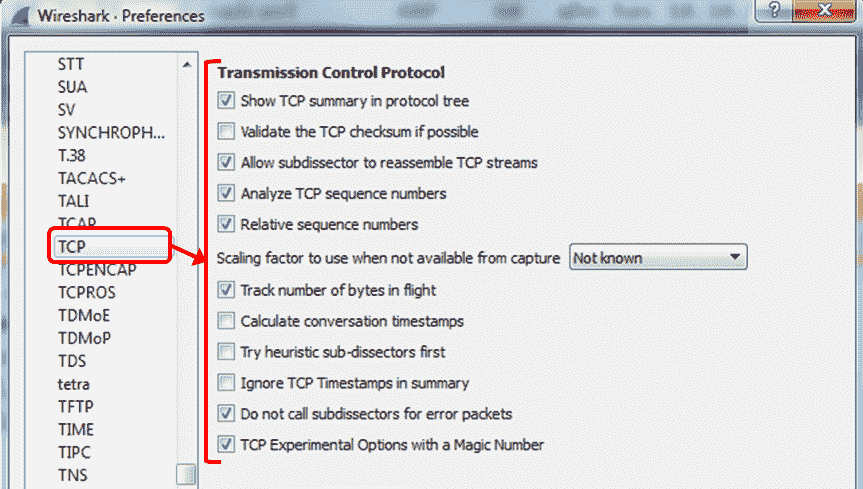 Wireshark · Preferences
STT
SUA
SV
SYNCHROPH...
T.38
TACACS+
TALI
TCAP
TCP
TCPENCAP
TCPROS
TDMoE
TDMoP
TDS
tetra
TFTP
TIME
TIPC
TNS
Transmission Control Protocol
Show TCP summary in protocol tree
Validate the TCP checksum if possible
Allow subdissector to reassemble TCP streams
Analyze TCP sequence numbers
Relative sequence numbers
Scaling factor to use when not available from capture Not known
Track number of bytes in flight
Calculate conversation timestamps
Try heuristic sub-dissectors first
Ignore TCP Timestamps in summary
Do not call subdissectors for error packets
TCP Experimental Options with a Magic Number